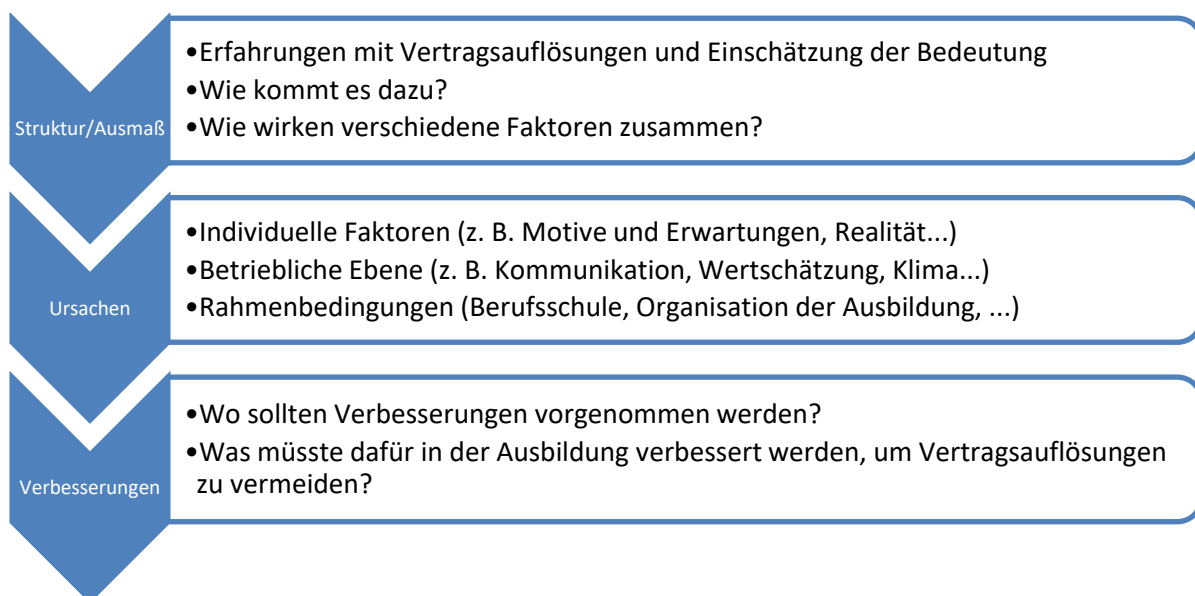 Struktur/Ausmaß
•Erfahrungen mit Vertragsauflösungen und Einschätzung der Bedeutung
•Wie kommt es dazu?
•Wie wirken verschiedene Faktoren zusammen?
Ursachen
•Individuelle Faktoren (z. B. Motive und Erwartungen, Realität...)
•Betriebliche Ebene (z. B. Kommunikation, Wertschätzung, Klima...)
•Rahmenbedingungen (Berufsschule, Organisation der Ausbildung, ...)
Verbesserungen
•Wo sollten Verbesserungen vorgenommen werden?
•Was müsste dafür in der Ausbildung verbessert werden, um Vertragsauflösungen
zu vermeiden?